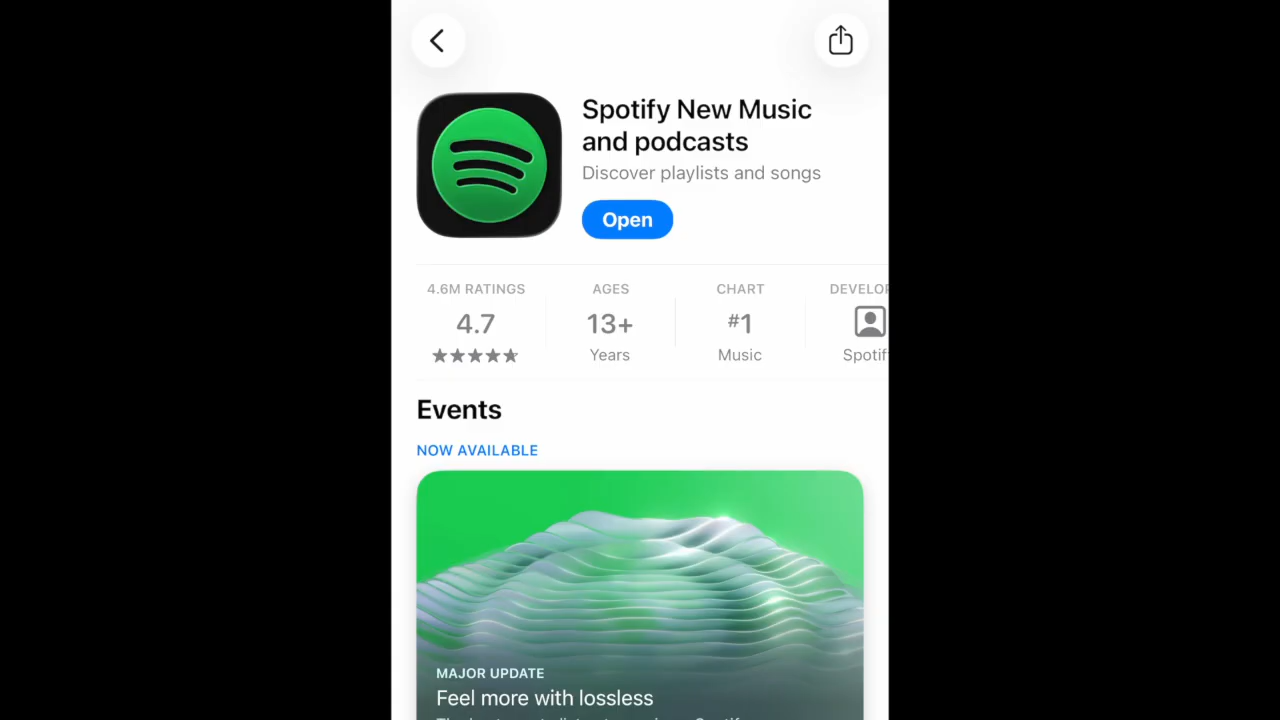 Spotify New Music
and podcasts
Discover playlists and songs
Open
4.6M RATINGS
4.7
★★★★★
AGES
13+
Years
CHART
#1
Music
Events
NOW AVAILABLE
MAJOR UPDATE
Feel more with lossless